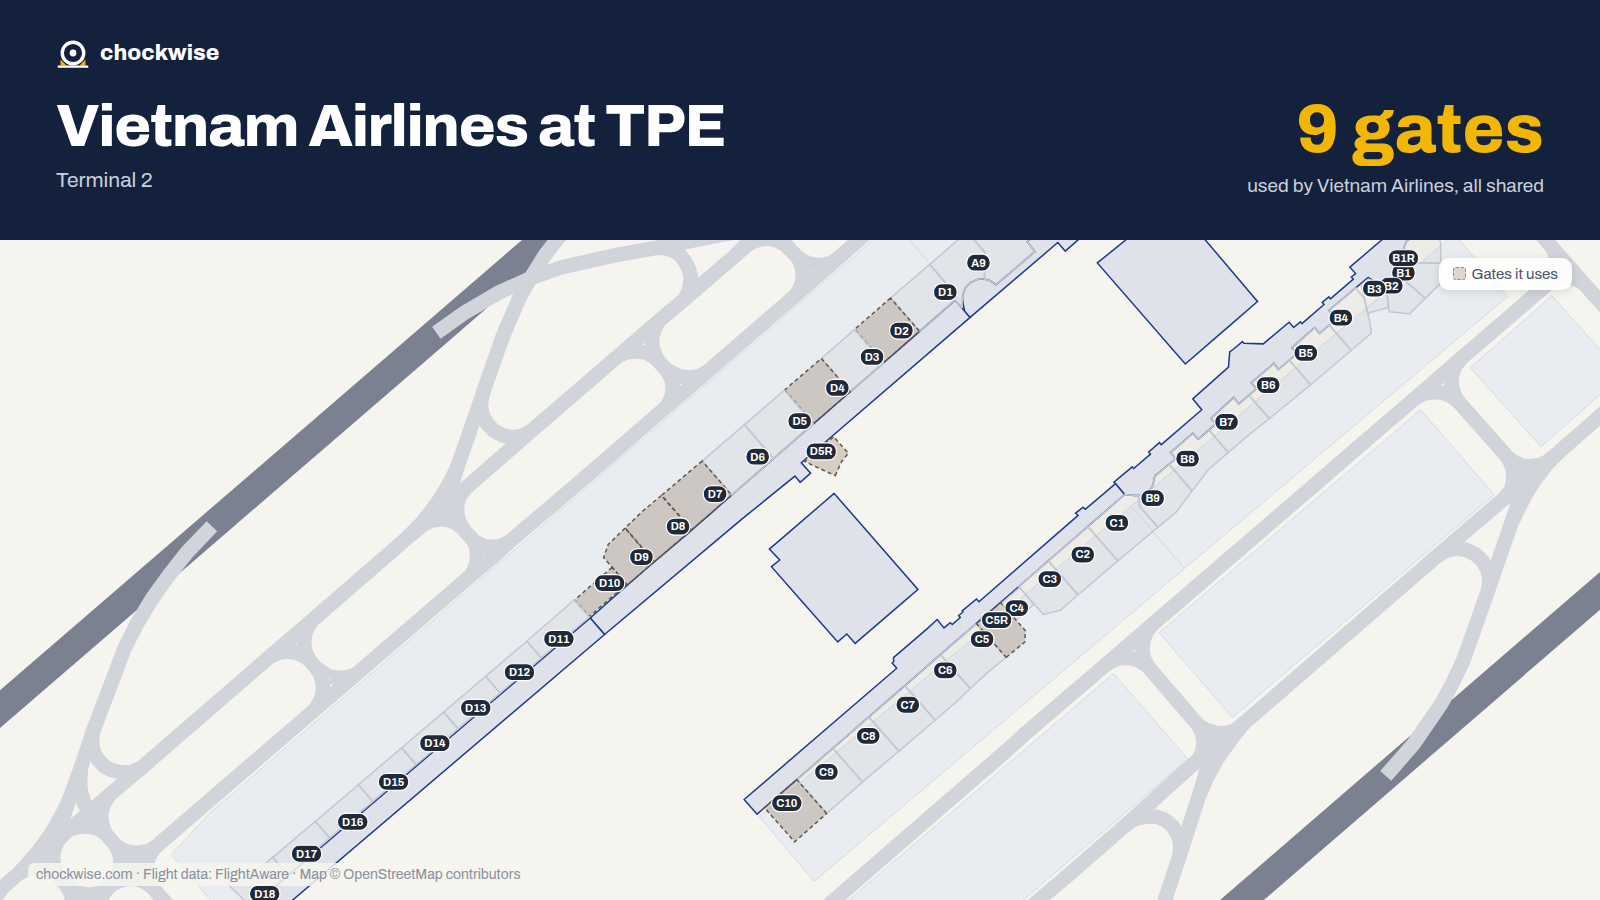 chockwise
Vietnam Airlines at TPE
Terminal 2
9 gates
used by Vietnam Airlines, all shared
Gates it uses
A9
D1
D2
D3
D4
D5
D5R
D6
D7
D8
D9
D10
D11
D12
D13
D14
D15
D16
D17
D18
B1R
B1
B2
B3
B4
B5
B6
B7
B8
B9
C1
C2
C3
C4
C5R
C5
C6
C7
C8
C9
C10
chockwise.com · Flight data: FlightAware · Map © OpenStreetMap contributors